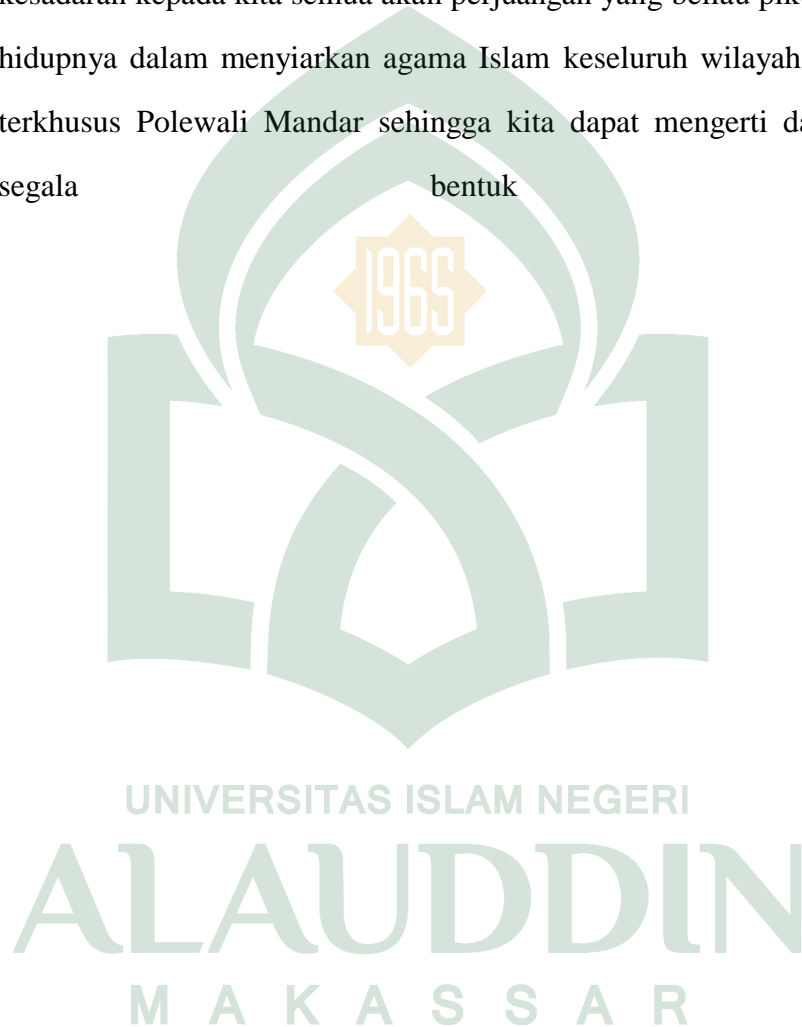 kesadaran kepada kita semua akan perjuangan yang beliau
hidupnya dalam menyiarkan agama Islam keseluruh wilayah
terkhusus Polewali Mandar sehingga kita dapat mengerti
segala bentuk
1965
UNIVERSITAS ISLAM NEGERI
ALAUDDIN
MAKASSAR